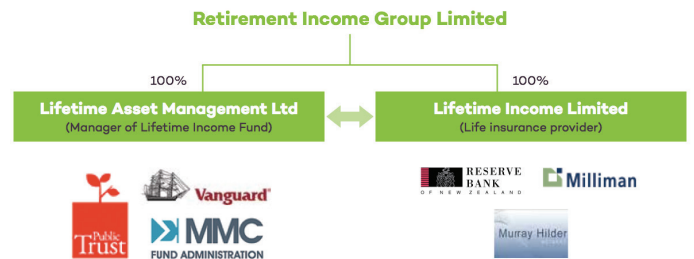 Retirement Income Group Limited
100%
100%
Lifetime Asset Management Ltd
(Manager of Lifetime Income Fund)
Lifetime Income Limited
(Life insurance provider)
Public
Trust
Vanguard®
MMC
FUND ADMINISTRATION
RESERVE
BANK
OF NEW ZEALAND
Milliman
Murray Hilder